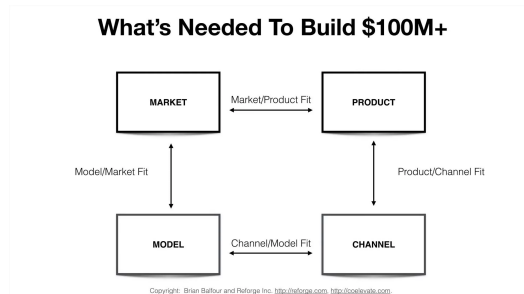 What's Needed To Build $100M+
MARKET
Market/Product Fit
PRODUCT
Model/Market Fit
Product/Channel Fit
MODEL
Channel/Model Fit
CHANNEL
Copyright: Brian Balfour and Reforge Inc. http://reforge.com, http://coelevate.com.